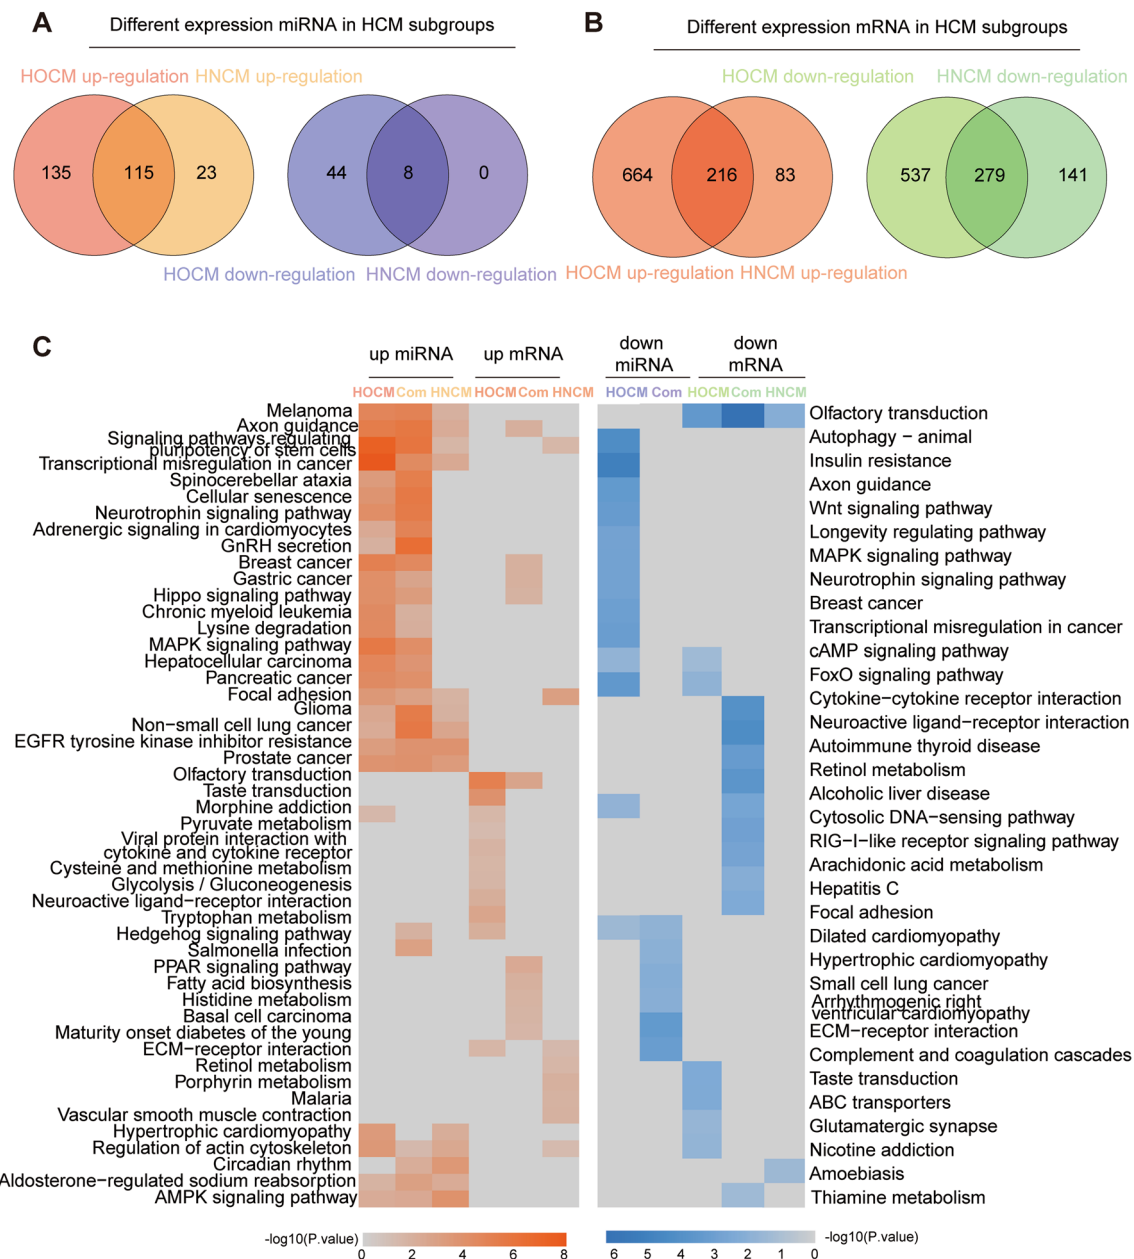 A
Different expression miRNA in HCM subgroups
HOCM up-regulation HNCM up-regulation
135 115 23
44 8 0
HOCM down-regulation HNCM down-regulation
B
Different expression mRNA in HCM subgroups
HOCM down-regulation HNCM down-regulation
664 216 83
537 279 141
HOCM up-regulation HNCM up-regulation
C
up miRNA
up mRNA
down
miRNA
down
mRNA
HOCM Com HNCM HOCM Com HNCM
HOCM Com HOCM Com HNCM
Melanoma
Axon guidance
Signaling pathways regulating
pluripotency of stem cells
Transcriptional misregulation in cancer
Spinocerebellar ataxia
Cellular senescence
Neurotrophin signaling pathway
Adrenergic signaling in cardiomyocytes
GnRH secretion
Breast cancer
Gastric cancer
Hippo signaling pathway
Chronic myeloid leukemia
Lysine degradation
MAPK signaling pathway
Hepatocellular carcinoma
Pancreatic cancer
Focal adhesion
Glioma
Non−small cell lung cancer
EGFR tyrosine kinase inhibitor resistance
Prostate cancer
Olfactory transduction
Taste transduction
Morphine addiction
Pyruvate metabolism
Viral protein interaction with
cytokine and cytokine receptor
Cysteine and methionine metabolism
Glycolysis / Gluconeogenesis
Neuroactive ligand−receptor interaction
Tryptophan metabolism
Hedgehog signaling pathway
Salmonella infection
PPAR signaling pathway
Fatty acid biosynthesis
Histidine metabolism
Basal cell carcinoma
Maturity onset diabetes of the young
ECM−receptor interaction
Retinol metabolism
Porphyrin metabolism
Malaria
Vascular smooth muscle contraction
Hypertrophic cardiomyopathy
Regulation of actin cytoskeleton
Circadian rhythm
Aldosterone−regulated sodium reabsorption
AMPK signaling pathway
Olfactory transduction
Autophagy − animal
Insulin resistance
Axon guidance
Wnt signaling pathway
Longevity regulating pathway
MAPK signaling pathway
Neurotrophin signaling pathway
Breast cancer
Transcriptional misregulation in cancer
cAMP signaling pathway
FoxO signaling pathway
Cytokine−cytokine receptor interaction
Neuroactive ligand−receptor interaction
Autoimmune thyroid disease
Retinol metabolism
Alcoholic liver disease
Cytosolic DNA−sensing pathway
RIG−I−like receptor signaling pathway
Arachidonic acid metabolism
Hepatitis C
Focal adhesion
Dilated cardiomyopathy
Hypertrophic cardiomyopathy
Small cell lung cancer
Arrhythmogenic right
ventricular cardiomyopathy
ECM−receptor interaction
Complement and coagulation cascades
Taste transduction
ABC transporters
Glutamatergic synapse
Nicotine addiction
Amoebiasis
Thiamine metabolism
-log10(P.value)
0 2 4 6 8
-log10(P.value)
6 5 4 3 2 1 0